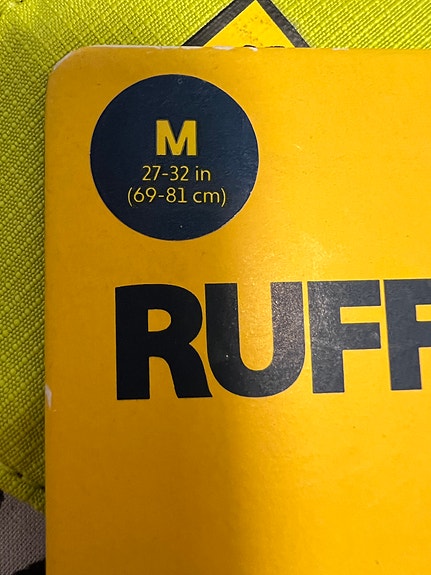 M
27-32 in
(69-81 cm)
RUFF